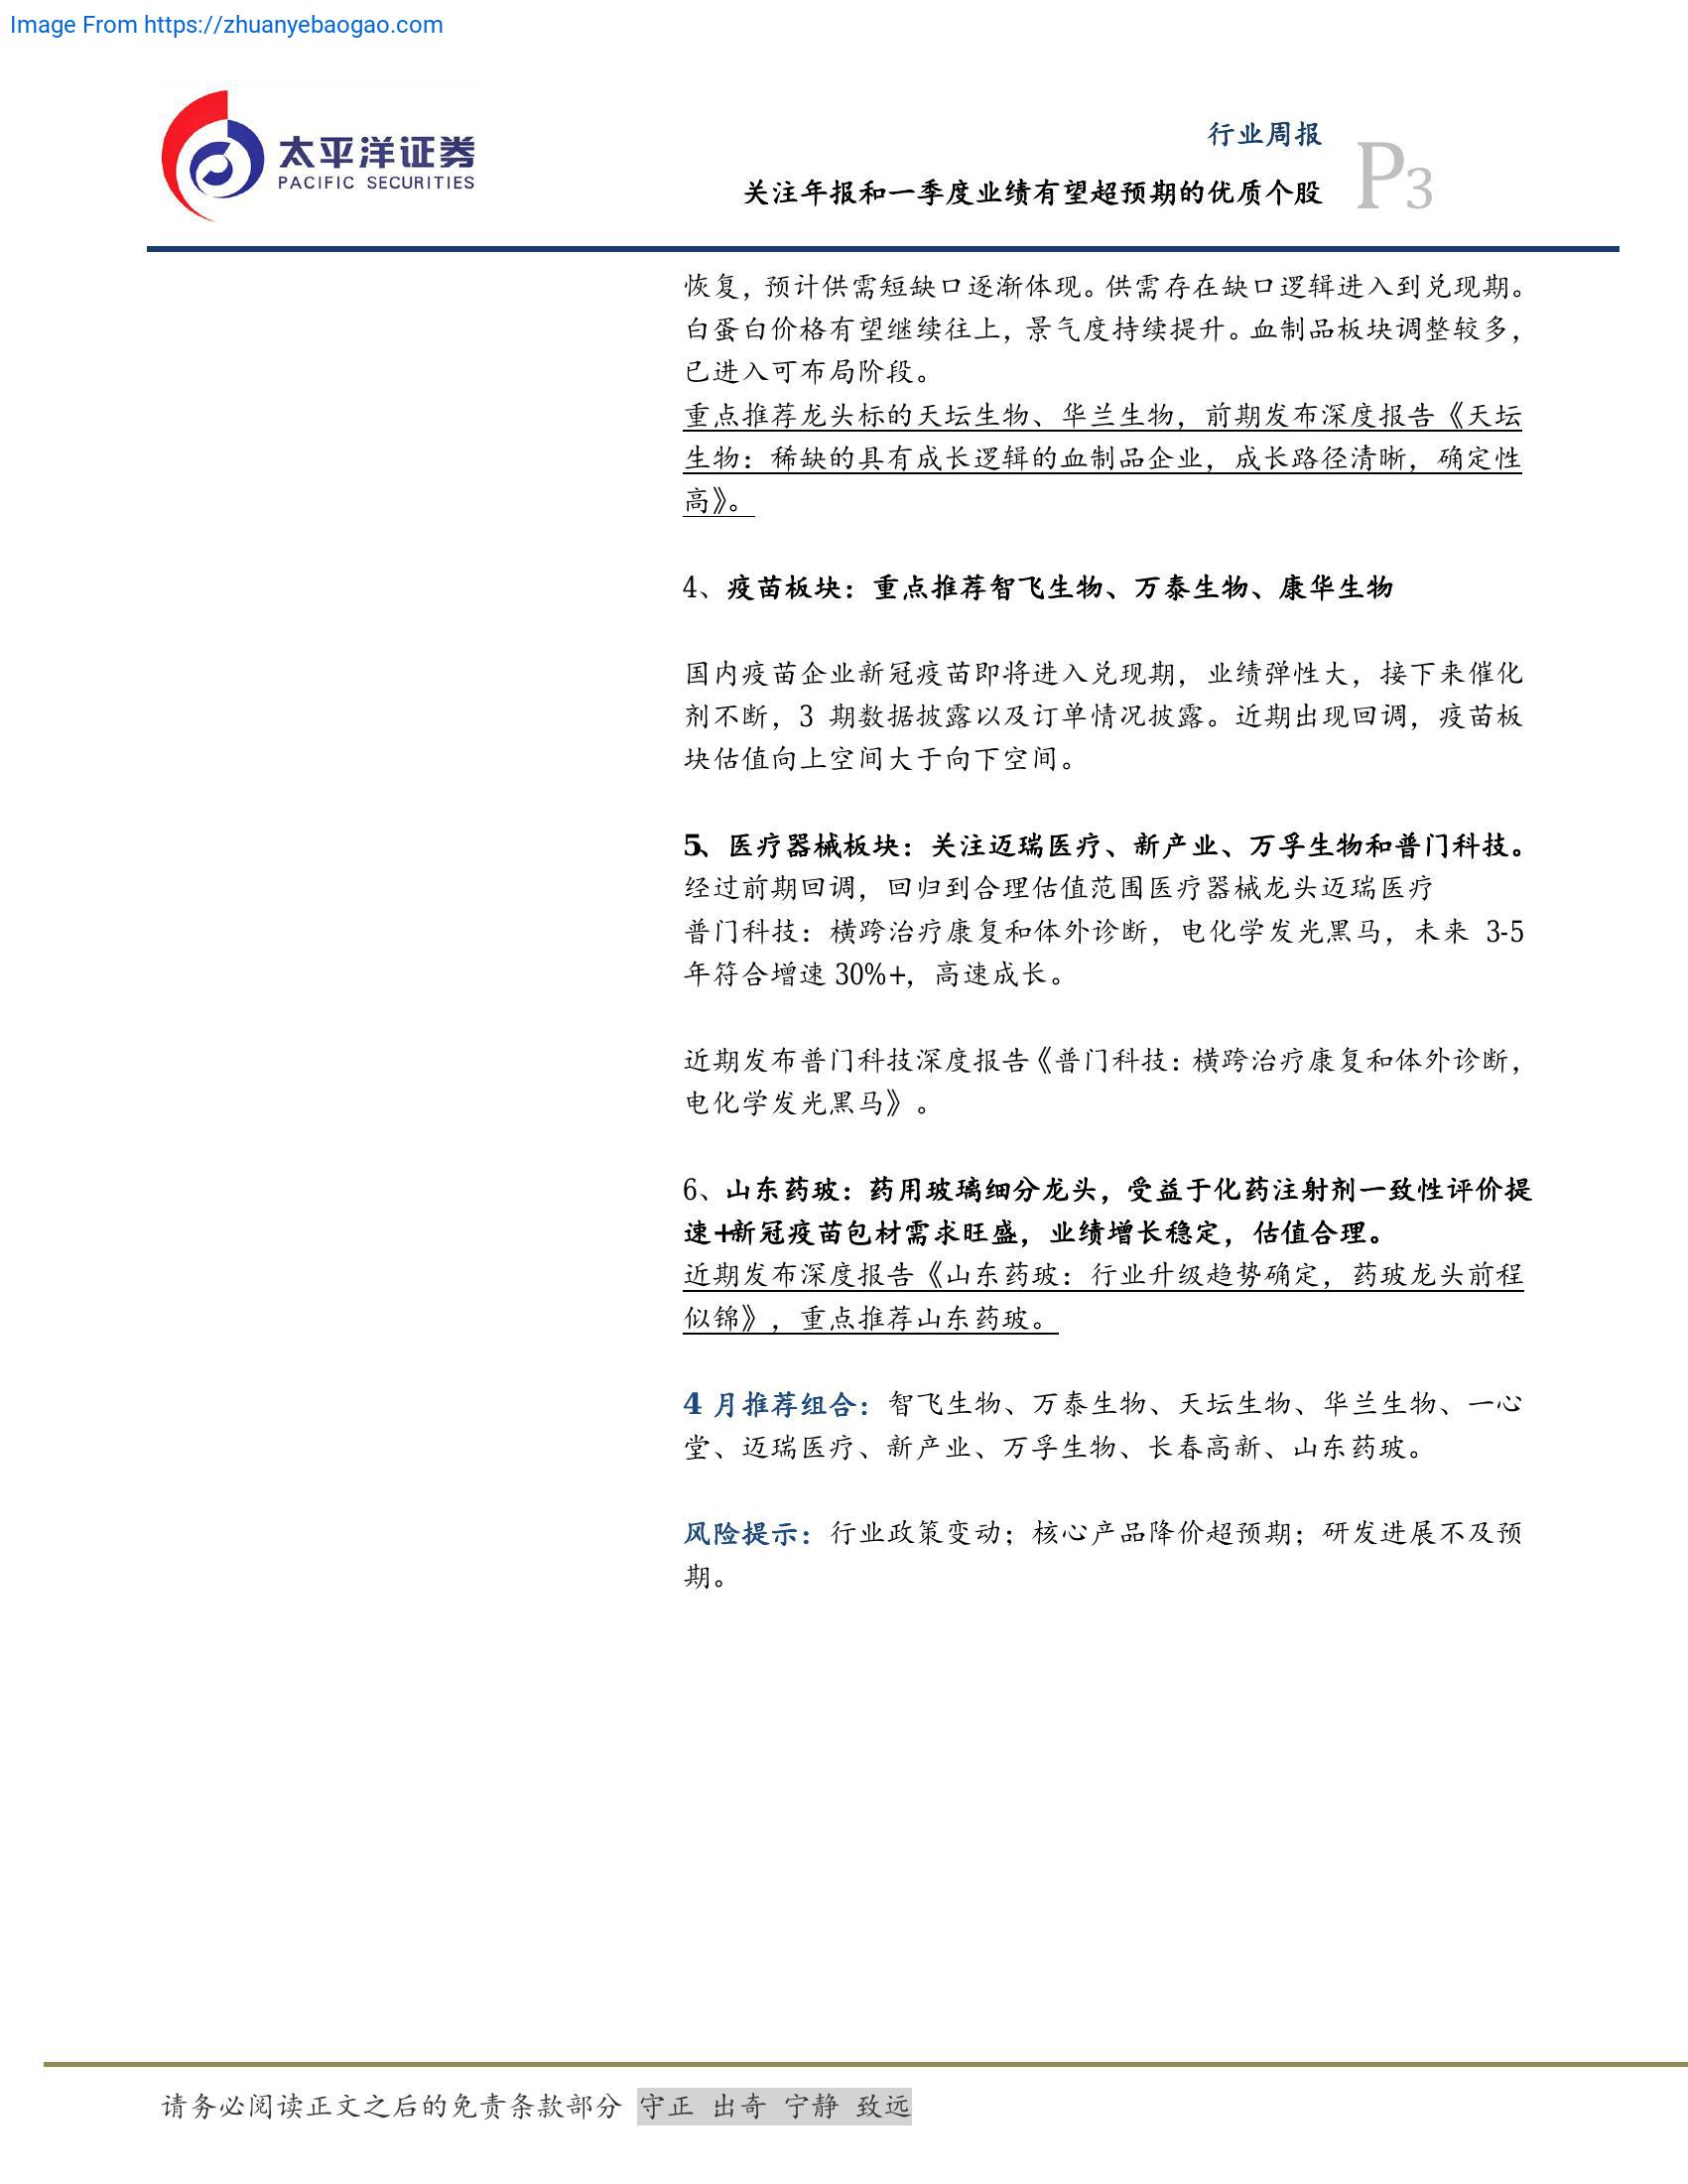 Image From https://zhuanyebaogao.com
太平洋证券
PACIFIC SECURITIES
行业周报
关注年报和一季度业绩有望超预期的优质个股
P3
恢复，预计供需短缺口逐渐体现。供需存在缺口逻辑进入到兑现期。
白蛋白价格有望继续往上，景气度持续提升。血制品板块调整较多，
已进入可布局阶段。
重点推荐龙头标的天坛生物、华兰生物，前期发布深度报告《天坛
生物：稀缺的具有成长逻辑的血制品企业，成长路径清晰，确定性
高》。
4、疫苗板块：重点推荐智飞生物、万泰生物、康华生物
国内疫苗企业新冠疫苗即将进入兑现期，业绩弹性大，接下来催化
剂不断，3 期数据披露以及订单情况披露。近期出现回调，疫苗板
块估值向上空间大于向下空间。
5、医疗器械板块：关注迈瑞医疗、新产业、万孚生物和普门科技。
经过前期回调，回归到合理估值范围医疗器械龙头迈瑞医疗
普门科技：横跨治疗康复和体外诊断，电化学发光黑马，未来 3-5
年符合增速 30%+，高速成长。
近期发布普门科技深度报告《普门科技：横跨治疗康复和体外诊断，
电化学发光黑马》。
6、山东药玻：药用玻璃细分龙头，受益于化药注射剂一致性评价提
速+新冠疫苗包材需求旺盛，业绩增长稳定，估值合理。
近期发布深度报告《山东药玻：行业升级趋势确定，药玻龙头前程
似锦》，重点推荐山东药玻。
4 月推荐组合：智飞生物、万泰生物、天坛生物、华兰生物、一心
堂、迈瑞医疗、新产业、万孚生物、长春高新、山东药玻。
风险提示：行业政策变动；核心产品降价超预期；研发进展不及预
期。
请务必阅读正文之后的免责条款部分 守正 出奇 宁静 致远